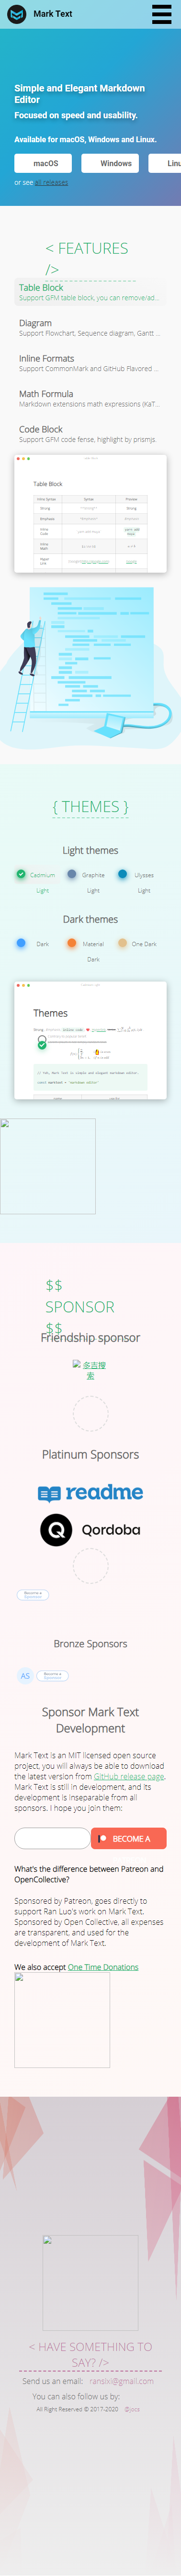 Mark Text
Simple and Elegant Markdown
Editor
Focused on speed and usability.
Available for macOS, Windows and Linux.
macOS
Windows
Linu
or see all releases
< FEATURES
/>
Table Block
Support GFM table block, you can remove/ad...
Diagram
Support Flowchart, Sequence diagram, Gantt ...
Inline Formats
Support CommonMark and GitHub Flavored ...
Math Formula
Markdown extensions math expressions (KaT...
Code Block
Support GFM code fense, highlight by prismjs.
Table Block
{ THEMES }
Light themes
Cadmium
Light
Graphite
Light
Ulysses
Light
Dark themes
Dark
Material
Dark
One Dark
Themes
$$
SPONSOR
$$
Friendship sponsor
多吉搜
索
Platinum Sponsors
readme
Qordoba
Become a
Sponsor
Bronze Sponsors
AS
Become a
Sponsor
Sponsor Mark Text
Development
Mark Text is an MIT licensed open source
project, you will always be able to download
the latest version from GitHub release page.
Mark Text is still in development, and its
development is inseparable from all
sponsors. I hope you join them:
BECOME A
What's the difference between Patreon and
OpenCollective?
Sponsored by Patreon, goes directly to
support Ran Luo's work on Mark Text.
Sponsored by Open Collective, all expenses
are transparent, and used for the
development of Mark Text.
We also accept One Time Donations
< HAVE SOMETHING TO
SAY? />
Send us an email: ransixi@gmail.com
You can also follow us by:
All Right Reserved © 2017-2020 @Jocs